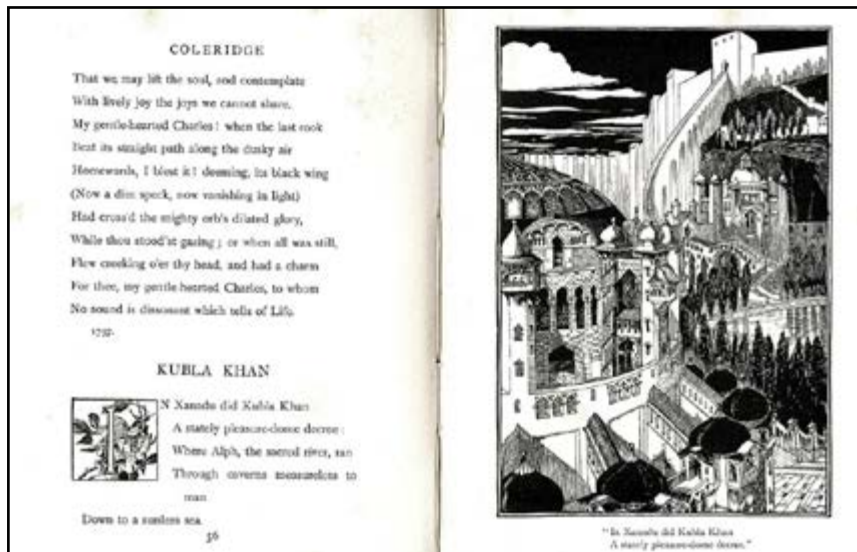 COLERIDGE
That we may lift the soul, and contemplate
With lively joy the joys we cannot share.
My gentle-hearted Charles! when the last rook
Beat its straight path along the dusky air
Homewards, I blest it! deeming, its black wing
(Now a dim speck, now vanishing in light)
Had cross'd the mighty orb's dilated glory,
While thou stood'st gazing; or when all was still,
Flew creeking o'er thy head, and had a charm
For thee, my gentle-hearted Charles, to whom
No sound is dissonant which tells of Life.
1797.
KUBLA KHAN
IN Xanadu did Kubla Khan
A stately pleasure-dome decree:
Where Alph, the sacred river, ran
Through caverns measureless to
man
Down to a sunless sea
36
"In Xanadu did Kubla Khan
A stately pleasure-dome decree."